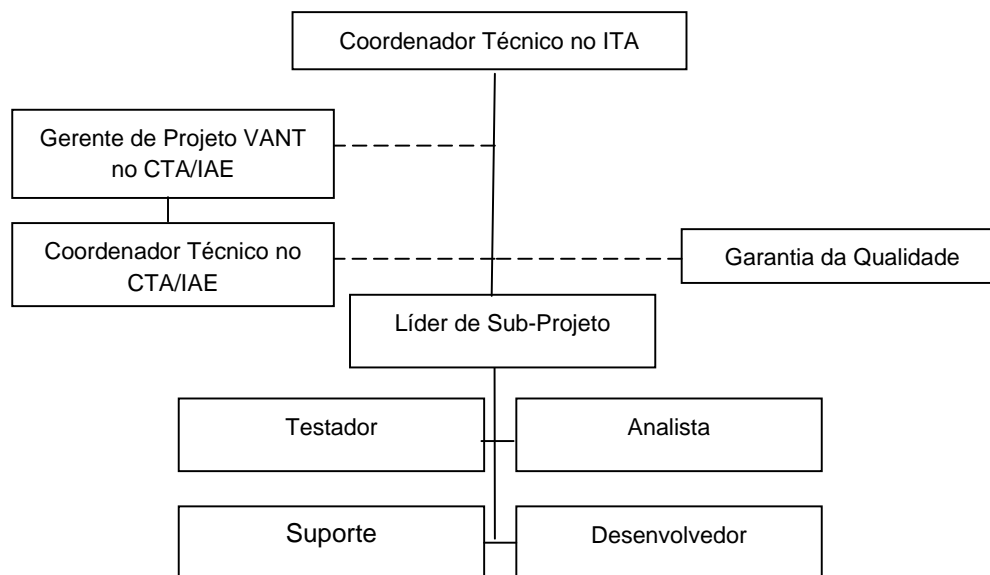 Coordenador Técnico no ITA
Gerente de Projeto VANT
no CTA/IAE
Coordenador Técnico no
CTA/IAE
Garantia da Qualidade
Líder de Sub-Projeto
Testador
Analista
Suporte
Desenvolvedor